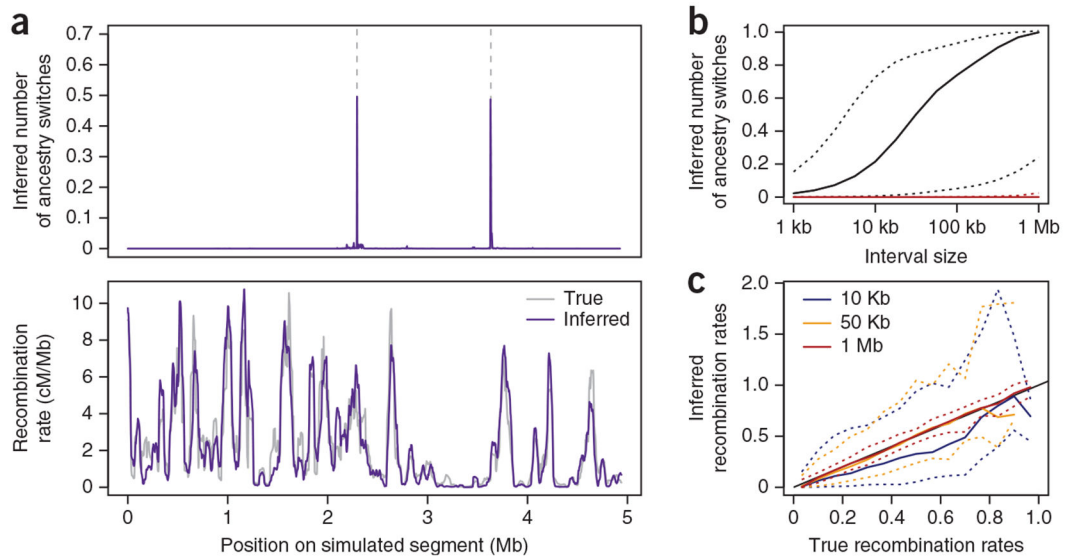 a
Inferred number
of ancestry switches
0.7
0.6
0.5
0.4
0.3
0.2
0.1
0
Recombination
rate (cM/Mb)
10
8
6
4
2
0
True
Inferred
0 1 2 3 4 5
Position on simulated segment (Mb)
b
Inferred number
of ancestry switches
1.0
0.8
0.6
0.4
0.2
0
1 kb 10 kb 100 kb 1 Mb
Interval size
c
Inferred
recombination rates
2.0
1.5
1.0
0.5
0
10 Kb
50 Kb
1 Mb
0 0.2 0.4 0.6 0.8 1.0
True recombination rates